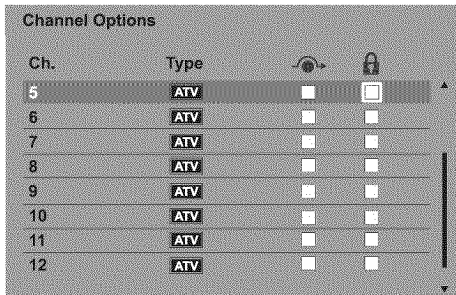 Channel Options
Ch. Type
5 ATV
6 ATV
7 ATV
8 ATV
9 ATV
10 ATV
11 ATV
12 ATV